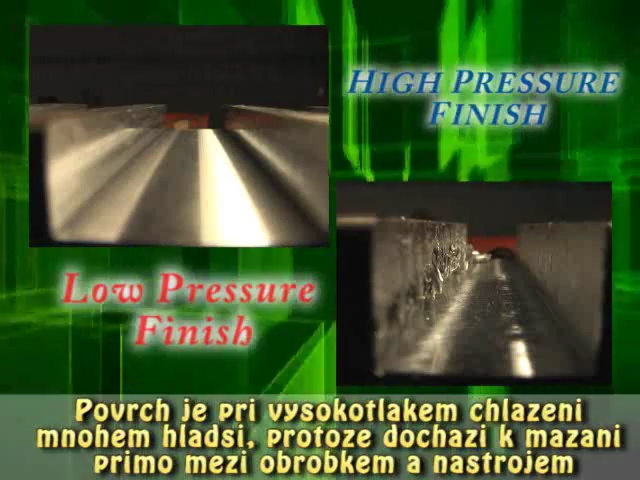 HIGH PRESSURE
FINISH
Low Pressure
Finish
Povrch je pri vysokotlakem chlazeni
mnohem hladsi, protoze dochazi k mazani
primo mezi obrobkem a nastrojem